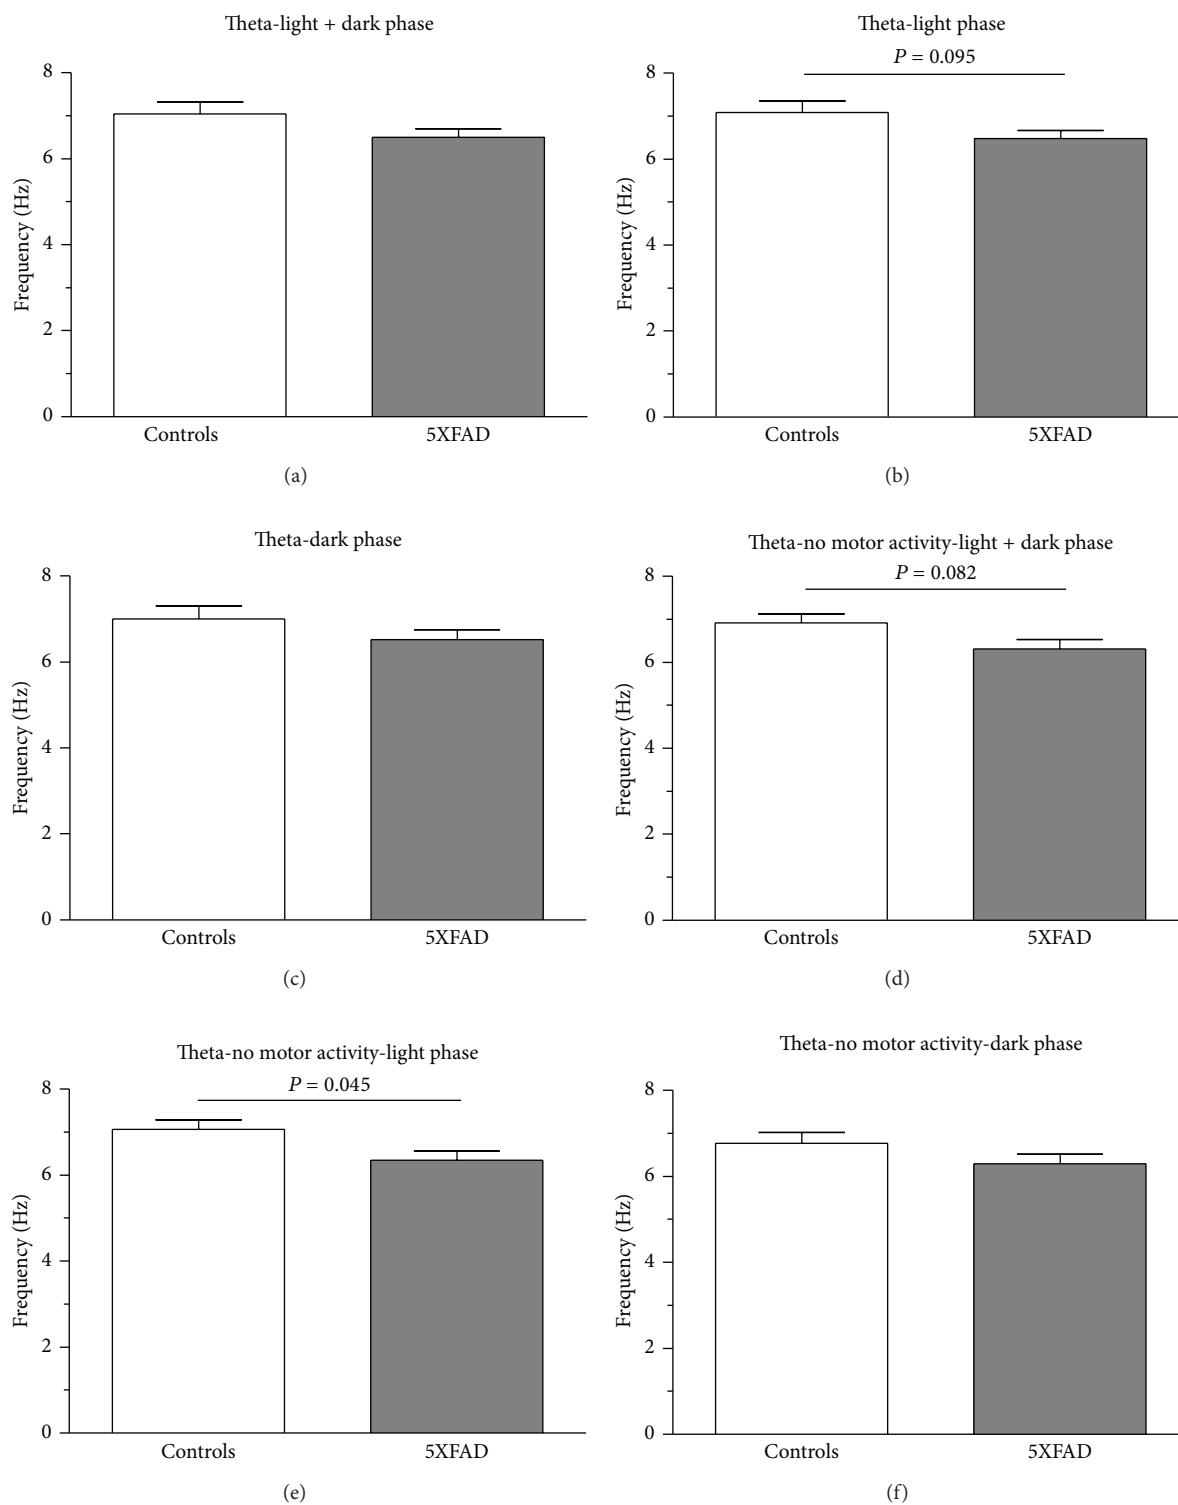 Theta-light + dark phase
8
6
4
2
0
Frequency (Hz)
Controls 5XFAD
(a)
Theta-light phase
P = 0.095
8
6
4
2
0
Frequency (Hz)
Controls 5XFAD
(b)
Theta-dark phase
8
6
4
2
0
Frequency (Hz)
Controls 5XFAD
(c)
Theta-no motor activity-light + dark phase
P = 0.082
8
6
4
2
0
Frequency (Hz)
Controls 5XFAD
(d)
Theta-no motor activity-light phase
P = 0.045
8
6
4
2
0
Frequency (Hz)
Controls 5XFAD
(e)
Theta-no motor activity-dark phase
8
6
4
2
0
Frequency (Hz)
Controls 5XFAD
(f)